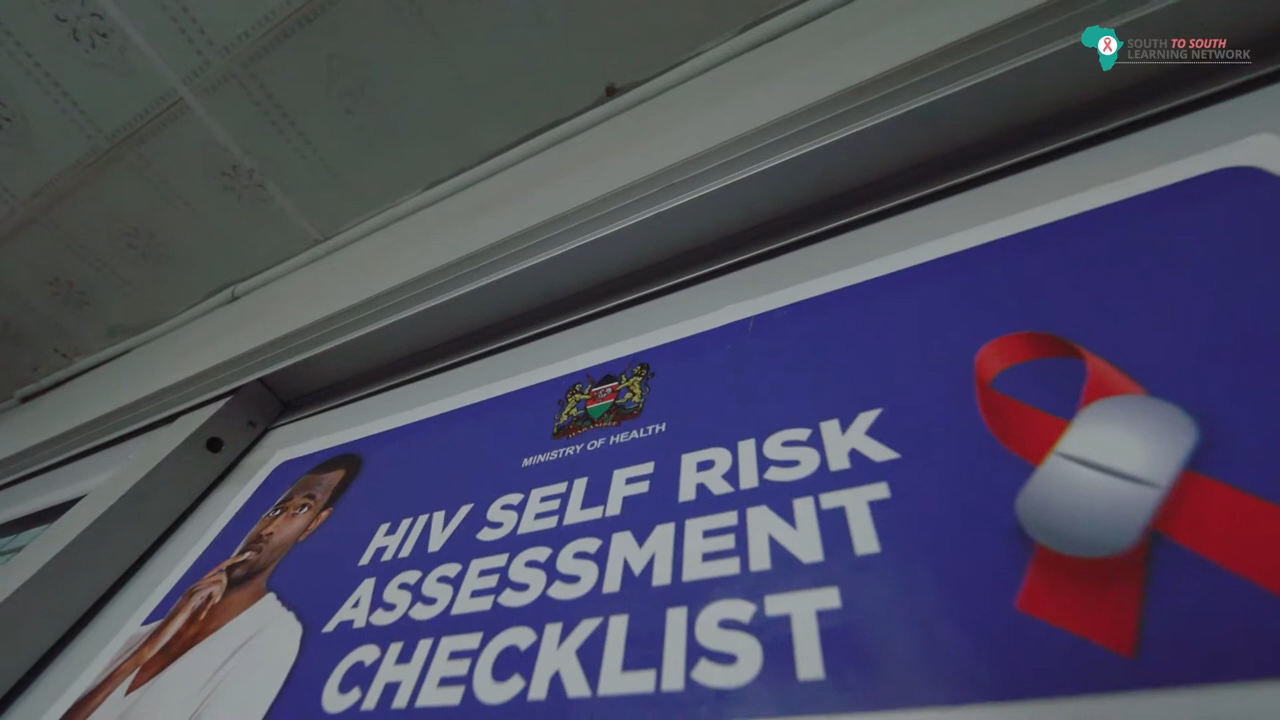 SOUTH TO SOUTH
LEARNING NETWORK
MINISTRY OF HEALTH
HIV SELF RISK
ASSESSMENT
CHECKLIST